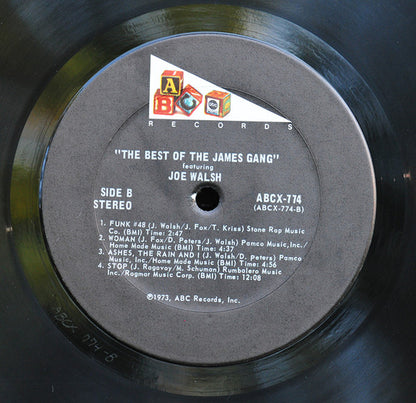 A
B
abc
RECORDS
"THE BEST OF THE JAMES GANG"
featuring
JOE WALSH
SIDE B
STEREO
ABCX-774
(ABCX-774-B)
1. FUNK #48 (J. Walsh/J. Fox/T. Kriss) Stone Rap Music
Co. (BMI) Time: 2:47
2. WOMAN (J. Fox/D. Peters/J. Walsh) Pamco Music, Inc./
Home Made Music (BMI) Time: 4:37
3. ASHES, THE RAIN AND I (J. Walsh/D. Peters) Pamco
Music, Inc./Home Made Music (BMI) Time: 4:56
4. STOP (J. Ragavoy/M. Schuman) Rumbalero Music
Inc./Ragmar Music Corp. (BMI) Time: 12:08
©1973, ABC Records, Inc.
ABCX-774-B